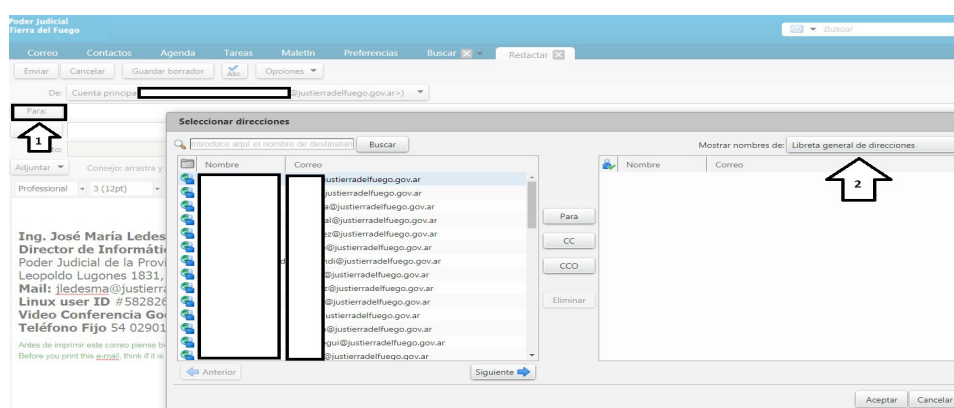 Poder Judicial
Tierra del Fuego
Buscar
Correo Contactos Agenda Tareas Maletín Preferencias Buscar Redactar
Enviar Cancelar Guardar borrador ABC Opciones
De: Cuenta principa @justierradelfuego.gov.ar>)
Para:
1
to:
Adjuntar Consejo: arrastra y
Professional 3 (12pt)
Seleccionar direcciones
Introduce aquí el nombre de destinatari Buscar
Mostrar nombres de: Libreta general de direcciones
2
Nombre Correo
Nombre Correo
justierradelfuego.gov.ar
justierradelfuego.gov.ar
a@justierradelfuego.gov.ar
al@justierradelfuego.gov.ar
ez@justierradelfuego.gov.ar
@justierradelfuego.gov.ar
ndi@justierradelfuego.gov.ar
@justierradelfuego.gov.ar
z@justierradelfuego.gov.ar
@justierradelfuego.gov.ar
ustierradelfuego.gov.ar
@justierradelfuego.gov.ar
egui@justierradelfuego.gov.ar
@justierradelfuego.gov.ar
Para
CC
CCO
Eliminar
Anterior Siguiente
Aceptar Cancelar
Ing. José María Ledes
Director de Informáti
Poder Judicial de la Provi
Leopoldo Lugones 1831,
Mail: jledesma@justierra
Linux user ID #582826
Video Conferencia Go
Teléfono Fijo 54 02901
Antes de imprimir este correo piense bi
Before you print this e-mail, think if it is